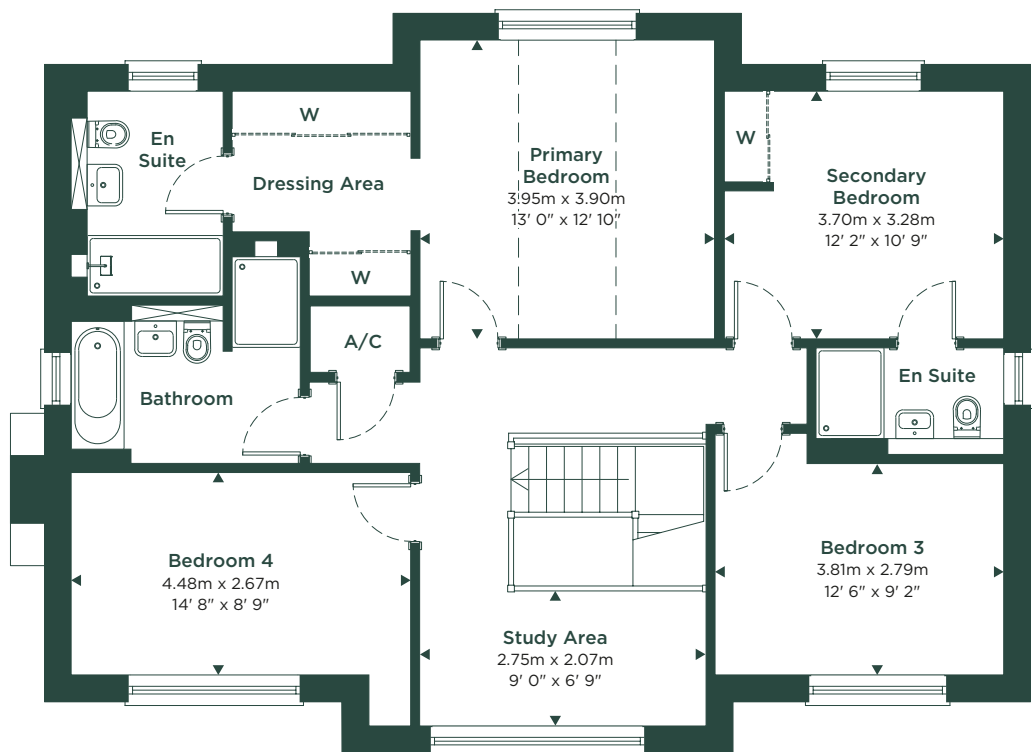 W
En
Suite
Dressing Area
W
Primary
Bedroom
3.95m x 3.90m
13' 0" x 12' 10"
W
Secondary
Bedroom
3.70m x 3.28m
12' 2" x 10' 9"
A/C
Bathroom
En Suite
Bedroom 4
4.48m x 2.67m
14' 8" x 8' 9"
Study Area
2.75m x 2.07m
9' 0" x 6' 9"
Bedroom 3
3.81m x 2.79m
12' 6" x 9' 2"